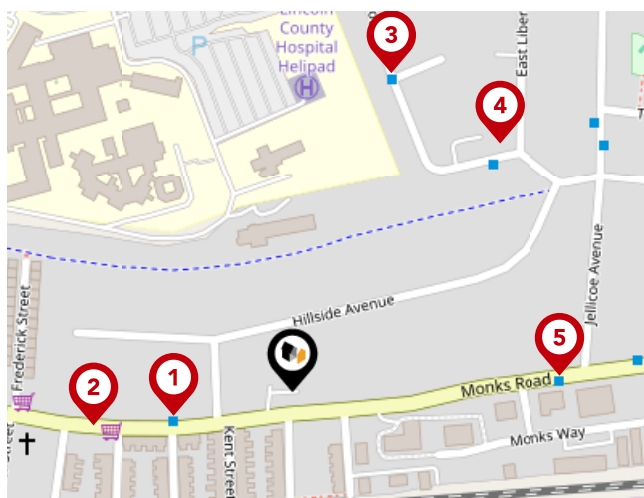 Lincoln
County
Hospital
Helipad
H
P
3
4
East Liber
T
Jellicoe Avenue
Hillside Avenue
Frederick Street
2
1
5
Monks Road
Kent Street
Monks Way